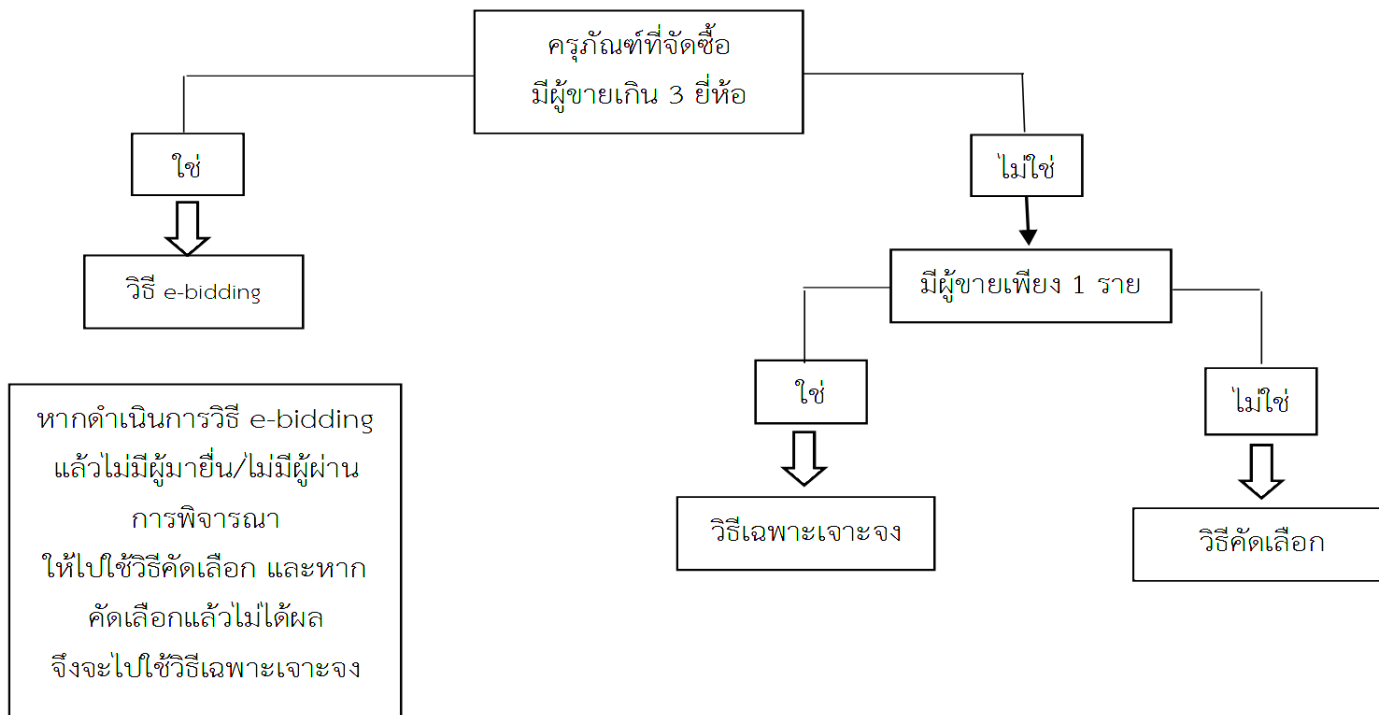 ครุภัณฑ์ที่จัดซื้อ
มีผู้ขายเกิน 3 ยี่ห้อ
ใช่
ไม่ใช่
วิธี e-bidding
มีผู้ขายเพียง 1 ราย
ใช่
ไม่ใช่
หากดำเนินการวิธี e-bidding
แล้วไม่มีผู้มายื่น/ไม่มีผู้ผ่าน
การพิจารณา
ให้ไปใช้วิธีคัดเลือก และหาก
คัดเลือกแล้วไม่ได้ผล
จึงจะไปใช้วิธีเฉพาะเจาะจง
วิธีเฉพาะเจาะจง
วิธีคัดเลือก